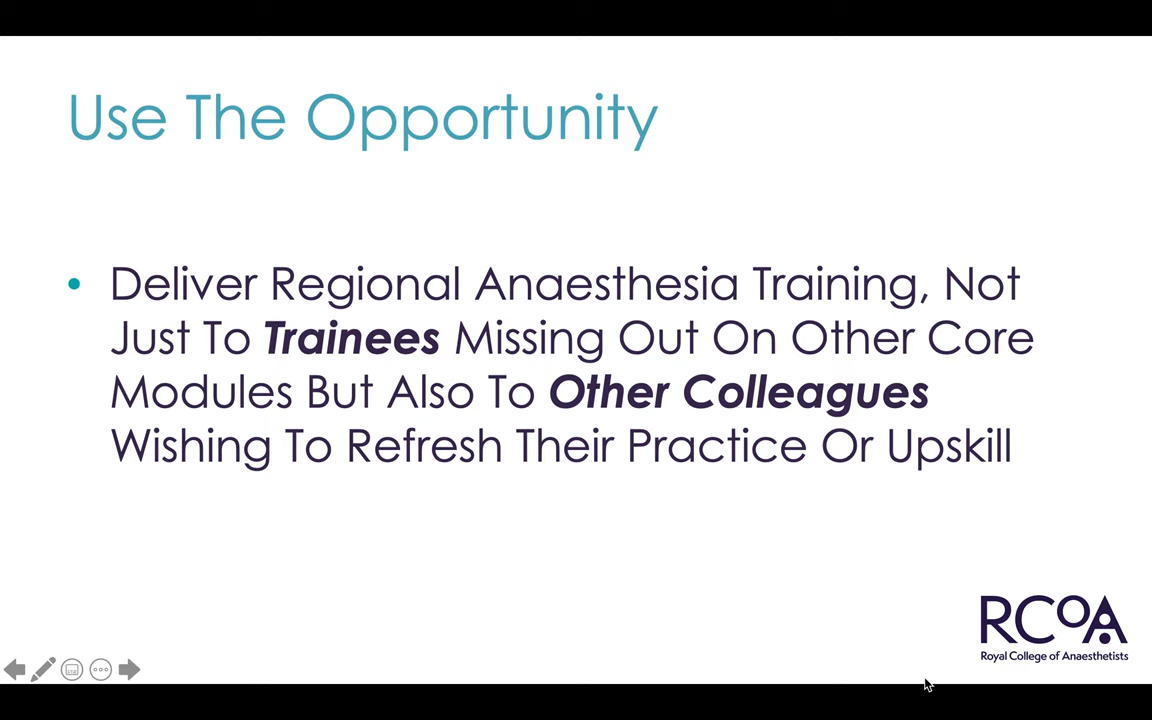 Use The Opportunity
• Deliver Regional Anaesthesia Training, Not
Just To Trainees Missing Out On Other Core
Modules But Also To Other Colleagues
Wishing To Refresh Their Practice Or Upskill
RCOA
Royal College of Anaesthetists